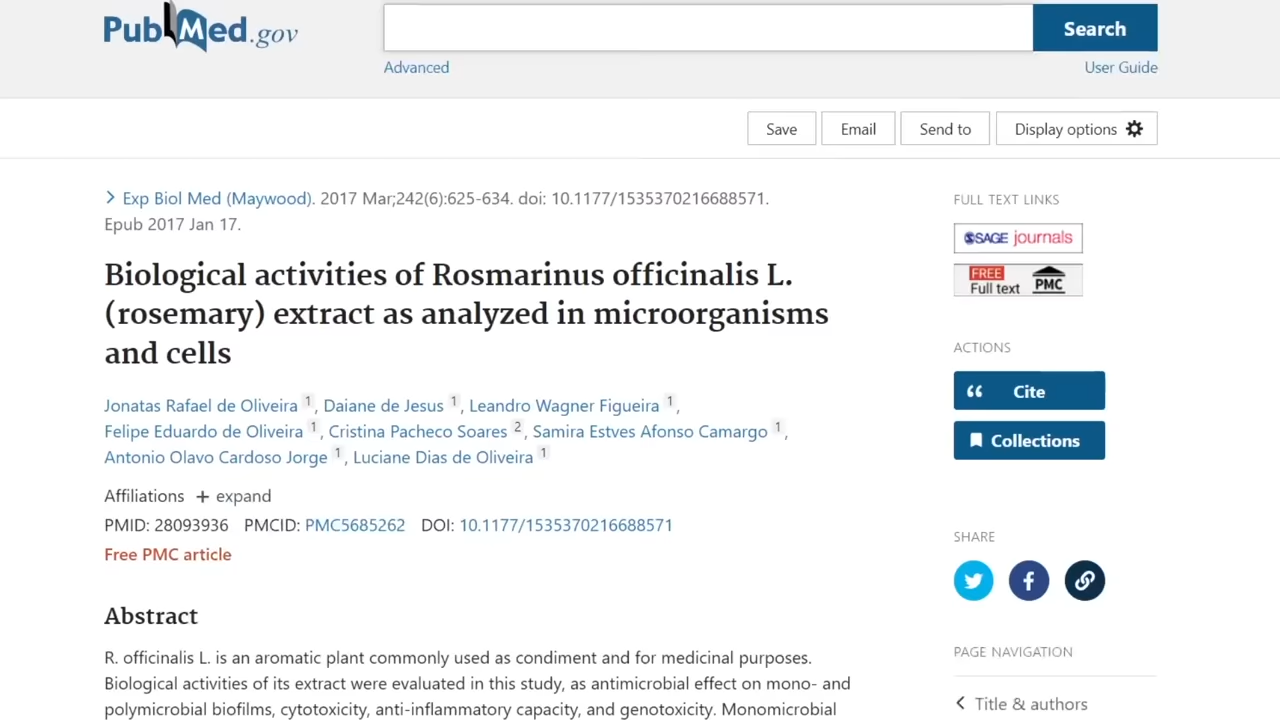 PubMed.gov
Search
Advanced
User Guide
Save
Email
Send to
Display options
Exp Biol Med (Maywood). 2017 Mar;242(6):625-634. doi: 10.1177/1535370216688571.
Epub 2017 Jan 17.
Biological activities of Rosmarinus officinalis L.
(rosemary) extract as analyzed in microorganisms
and cells
Jonatas Rafael de Oliveira 1, Daiane de Jesus 1, Leandro Wagner Figueira 1,
Felipe Eduardo de Oliveira 1, Cristina Pacheco Soares 2, Samira Estves Afonso Camargo 1,
Antonio Olavo Cardoso Jorge 1, Luciane Dias de Oliveira 1
Affiliations + expand
PMID: 28093936 PMCID: PMC5685262 DOI: 10.1177/1535370216688571
Free PMC article
Abstract
R. officinalis L. is an aromatic plant commonly used as condiment and for medicinal purposes.
Biological activities of its extract were evaluated in this study, as antimicrobial effect on mono- and
polymicrobial biofilms, cytotoxicity, anti-inflammatory capacity, and genotoxicity. Monomicrobial
FULL TEXT LINKS
SAGE journals
FREE
Full text PMC
ACTIONS
Cite
Collections
SHARE
PAGE NAVIGATION
Title & authors